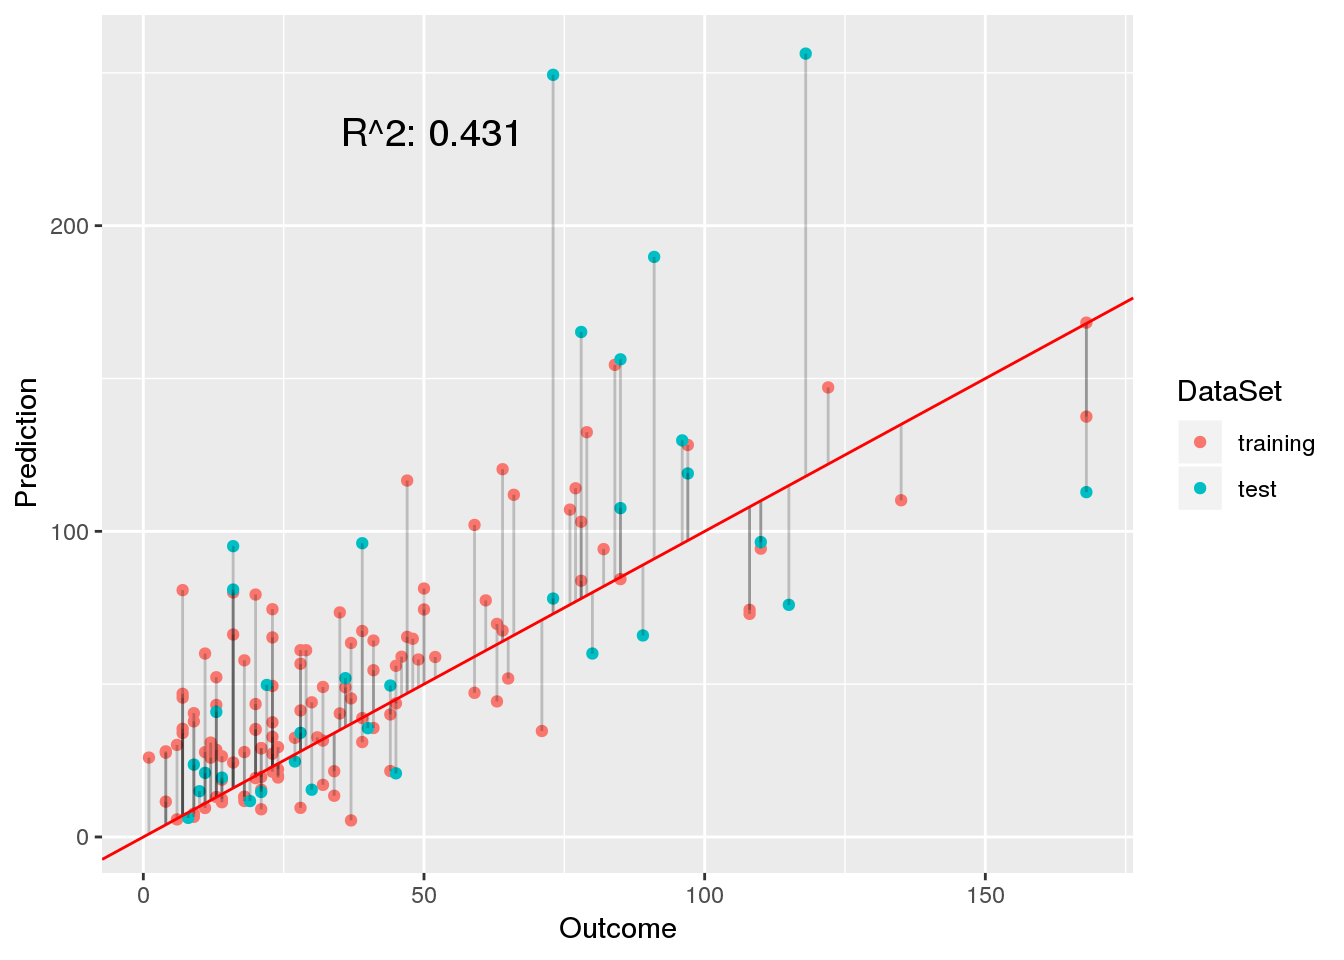 R^2: 0.431
200
100
0
Prediction
0
50
100
150
Outcome
DataSet
training
test